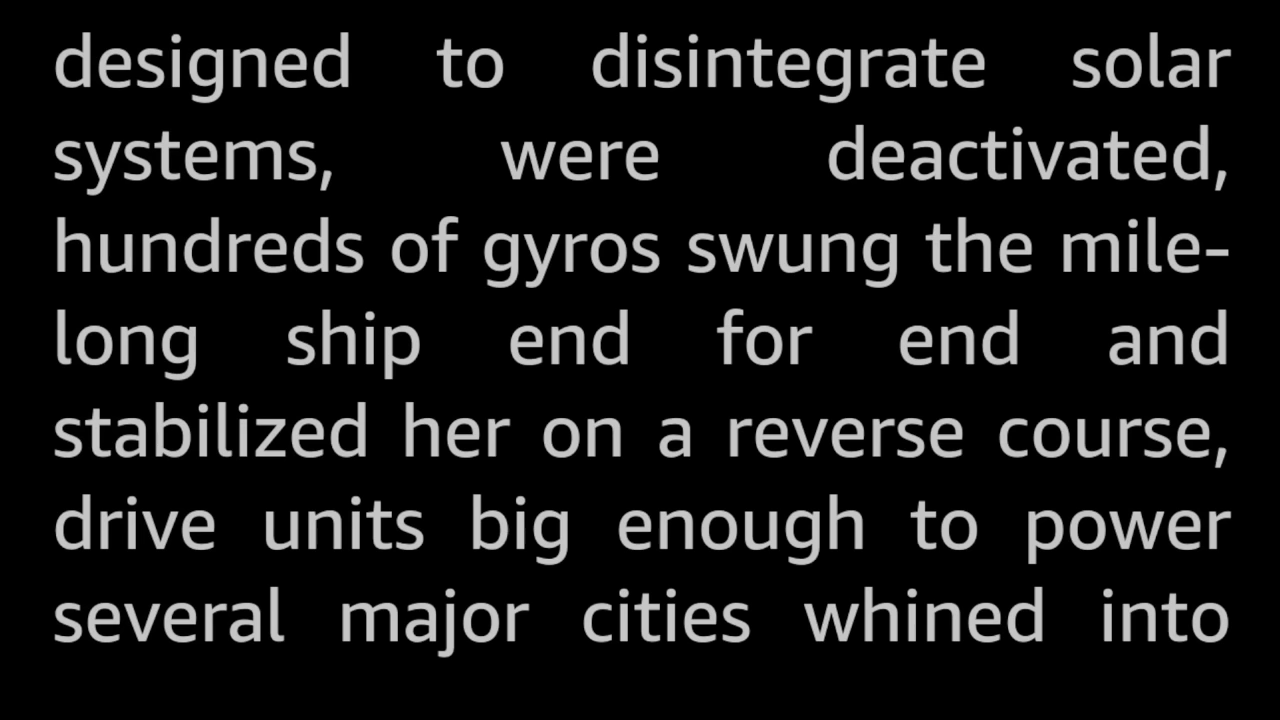 designed to disintegrate solar
systems, were deactivated,
hundreds of gyros swung the mile-
long ship end for end and
stabilized her on a reverse course,
drive units big enough to power
several major cities whined into